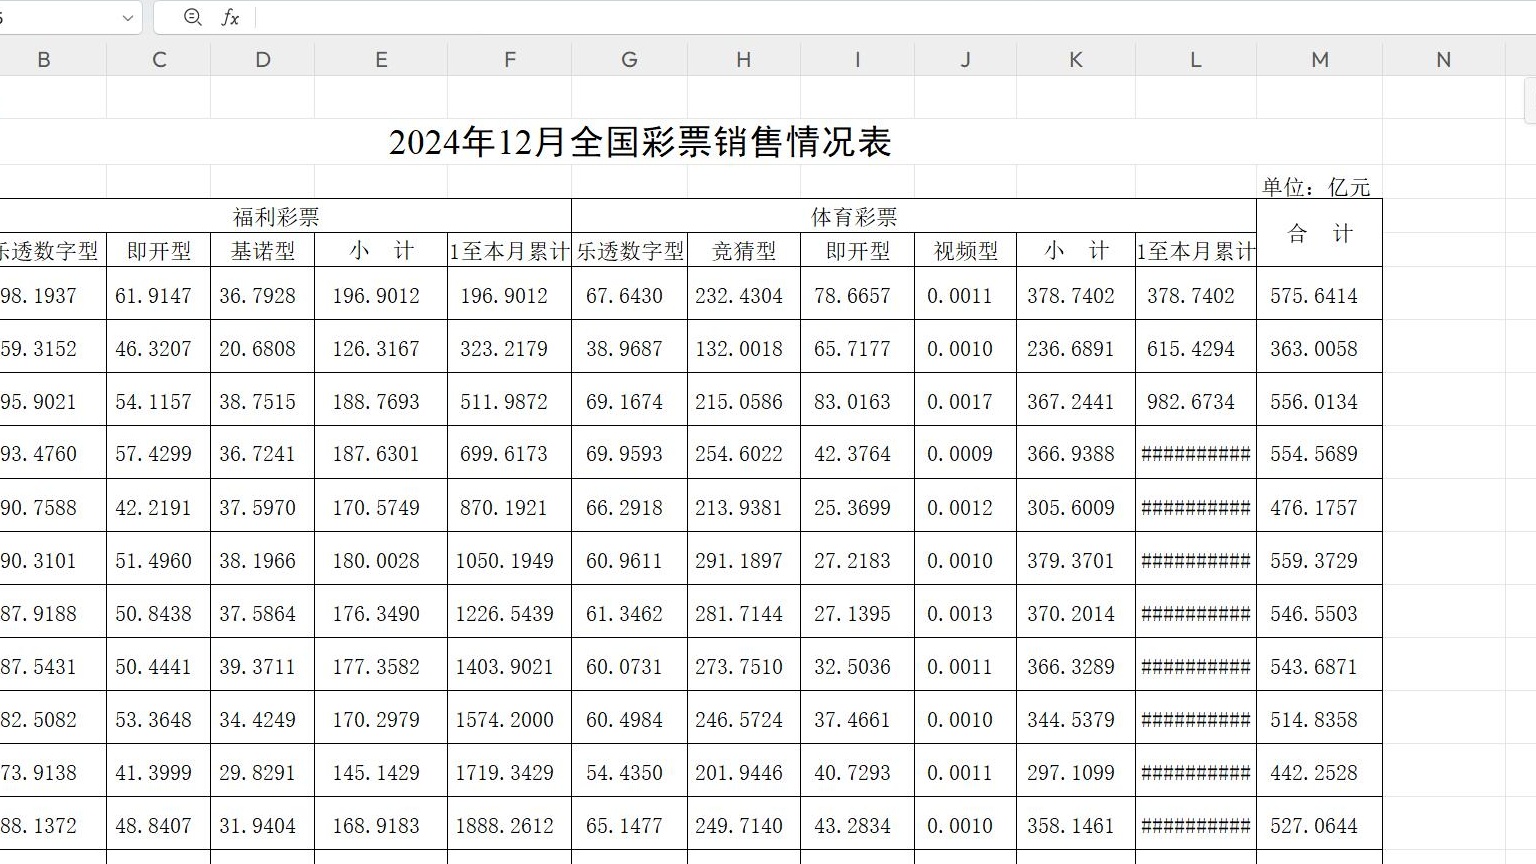 fx
B C D E F G H I J K L M N
2024年12月全国彩票销售情况表
单位：亿元
福利彩票 体育彩票 合 计
乐透数字型 即开型 基诺型 小 计 1至本月累计 乐透数字型 竞猜型 即开型 视频型 小 计 1至本月累计
98.1937 61.9147 36.7928 196.9012 196.9012 67.6430 232.4304 78.6657 0.0011 378.7402 378.7402 575.6414
59.3152 46.3207 20.6808 126.3167 323.2179 38.9687 132.0018 65.7177 0.0010 236.6891 615.4294 363.0058
95.9021 54.1157 38.7515 188.7693 511.9872 69.1674 215.0586 83.0163 0.0017 367.2441 982.6734 556.0134
93.4760 57.4299 36.7241 187.6301 699.6173 69.9593 254.6022 42.3764 0.0009 366.9388 ########## 554.5689
90.7588 42.2191 37.5970 170.5749 870.1921 66.2918 213.9381 25.3699 0.0012 305.6009 ########## 476.1757
90.3101 51.4960 38.1966 180.0028 1050.1949 60.9611 291.1897 27.2183 0.0010 379.3701 ########## 559.3729
87.9188 50.8438 37.5864 176.3490 1226.5439 61.3462 281.7144 27.1395 0.0013 370.2014 ########## 546.5503
87.5431 50.4441 39.3711 177.3582 1403.9021 60.0731 273.7510 32.5036 0.0011 366.3289 ########## 543.6871
82.5082 53.3648 34.4249 170.2979 1574.2000 60.4984 246.5724 37.4661 0.0010 344.5379 ########## 514.8358
73.9138 41.3999 29.8291 145.1429 1719.3429 54.4350 201.9446 40.7293 0.0011 297.1099 ########## 442.2528
88.1372 48.8407 31.9404 168.9183 1888.2612 65.1477 249.7140 43.2834 0.0010 358.1461 ########## 527.0644